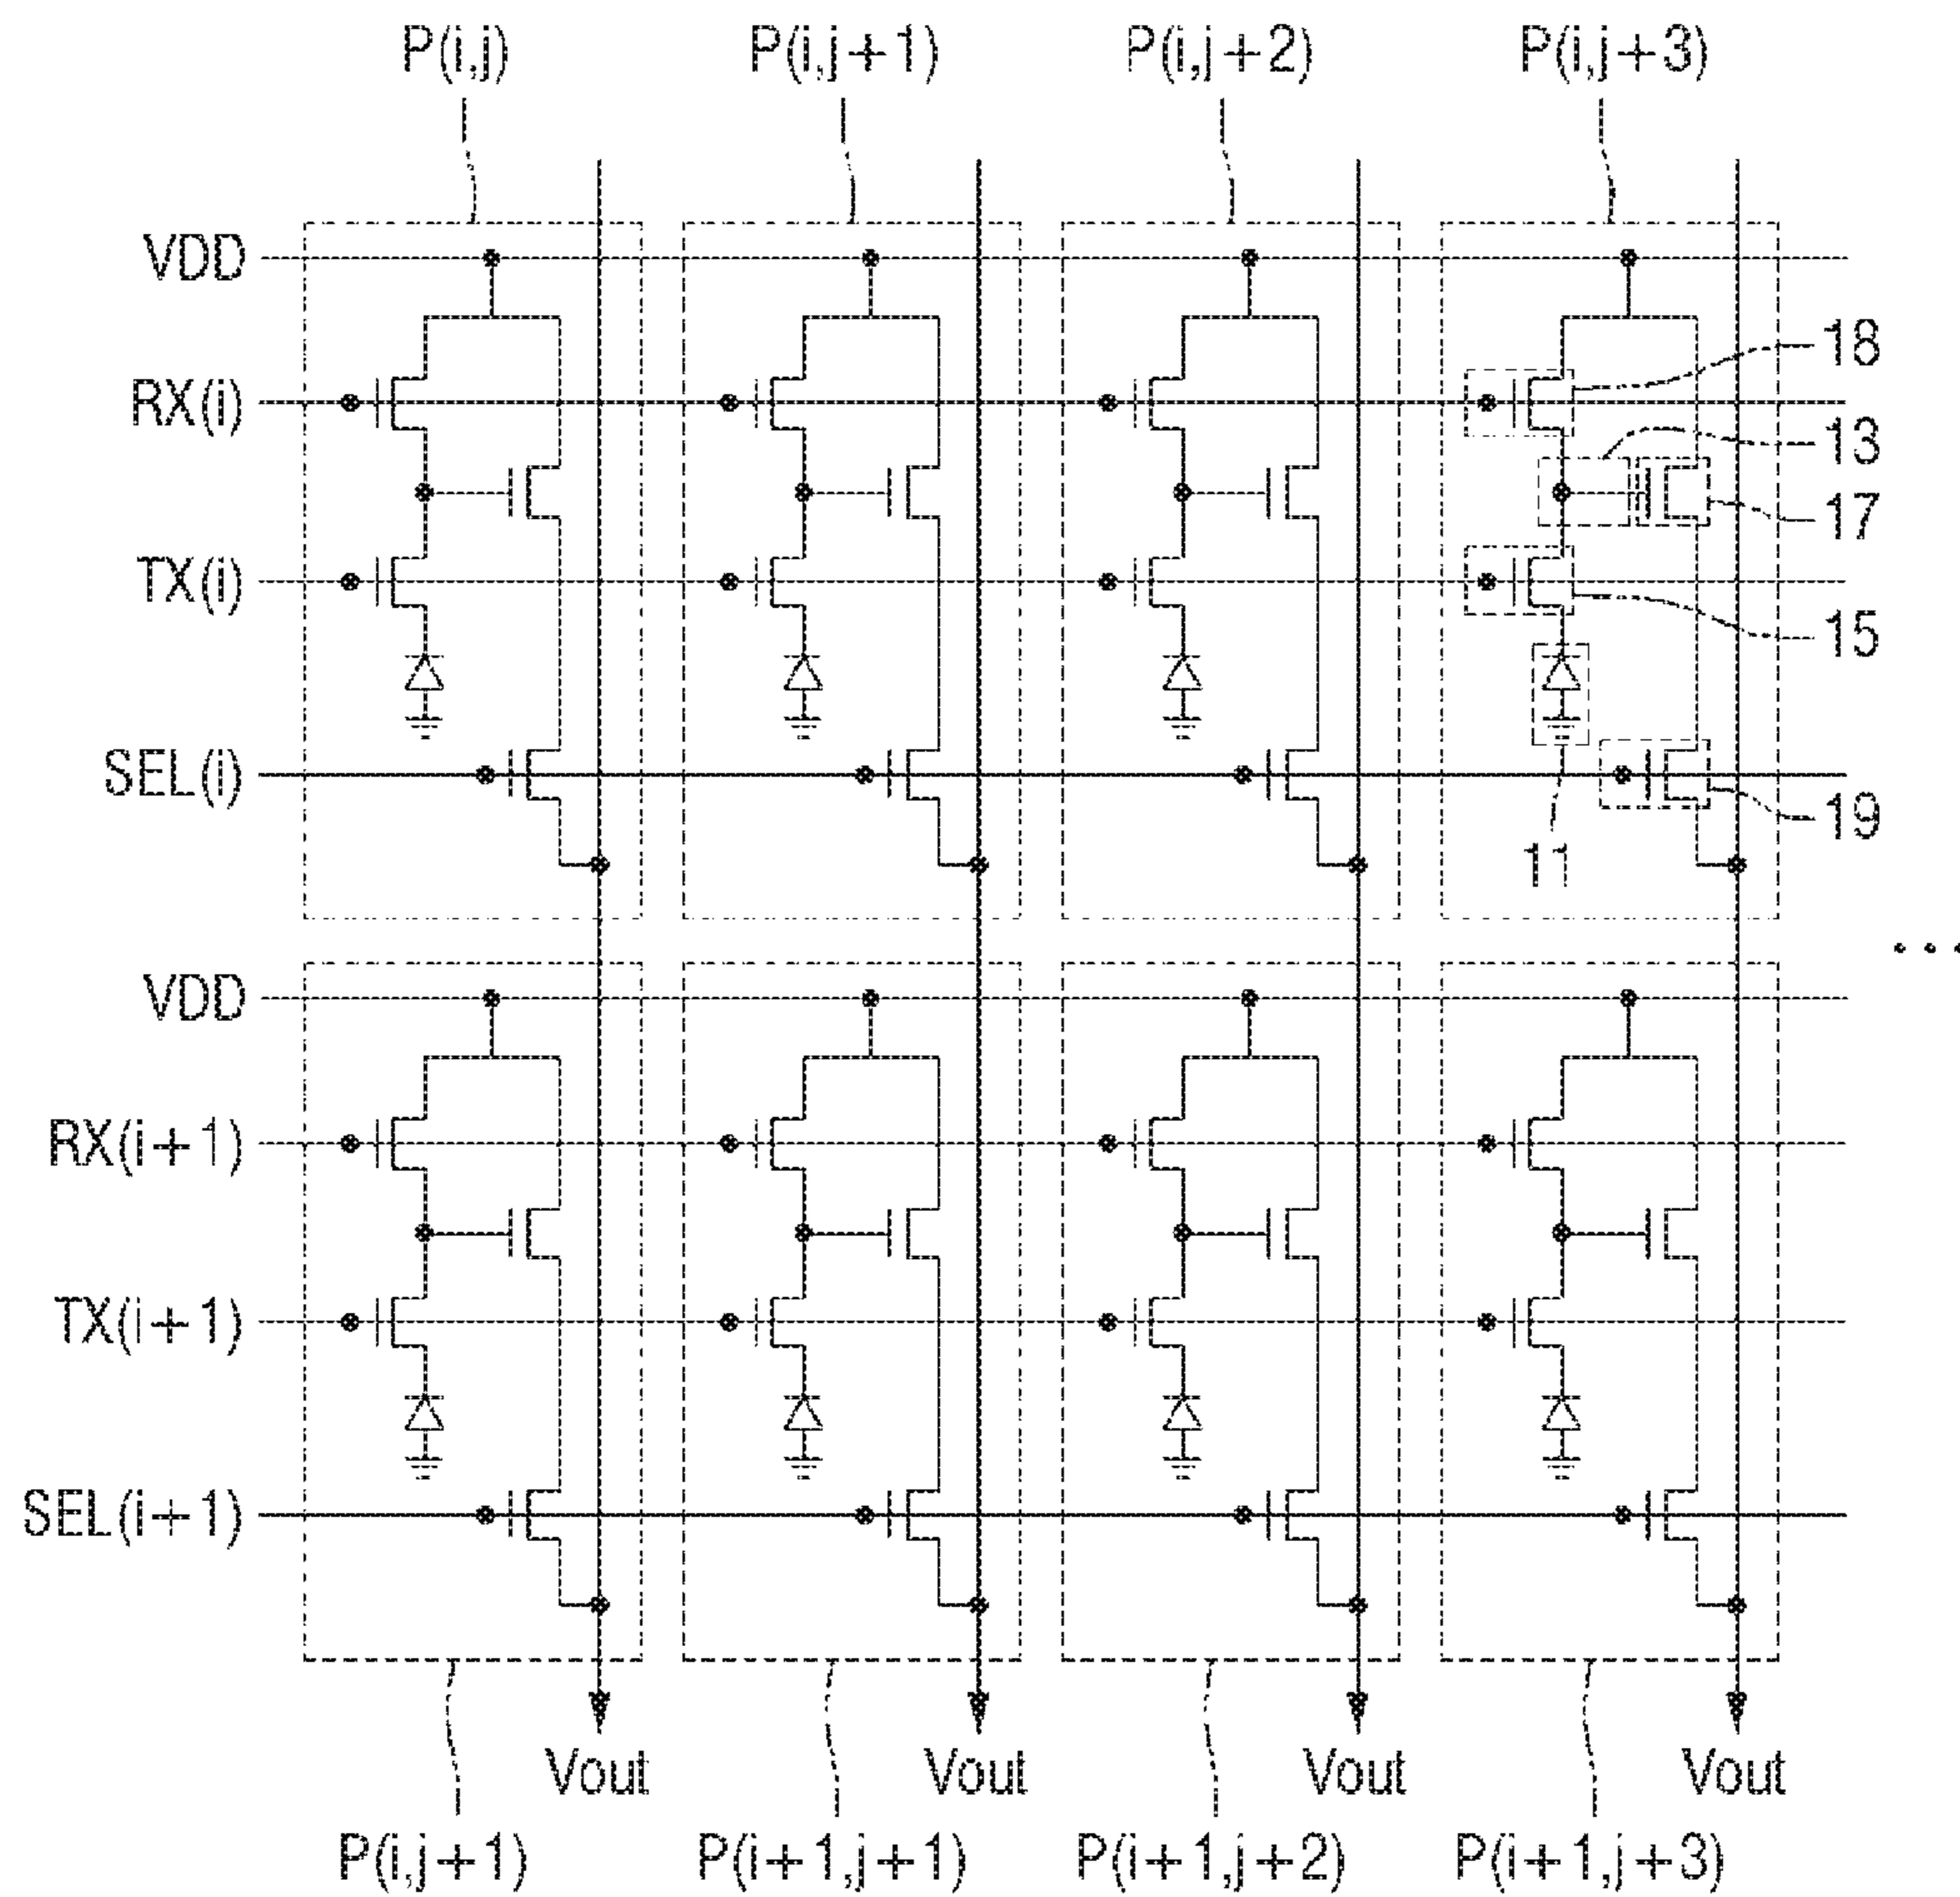 P(i,j) P(i,j+1) P(i,j+2) P(i,j+3)
VDD
18
RX(i)
13
17
TX(i)
15
SEL(i)
19
11
...
VDD
RX(i+1)
TX(i+1)
SEL(i+1)
Vout Vout Vout Vout
P(i,j+1) P(i+1,j+1) P(i+1,j+2) P(i+1,j+3)